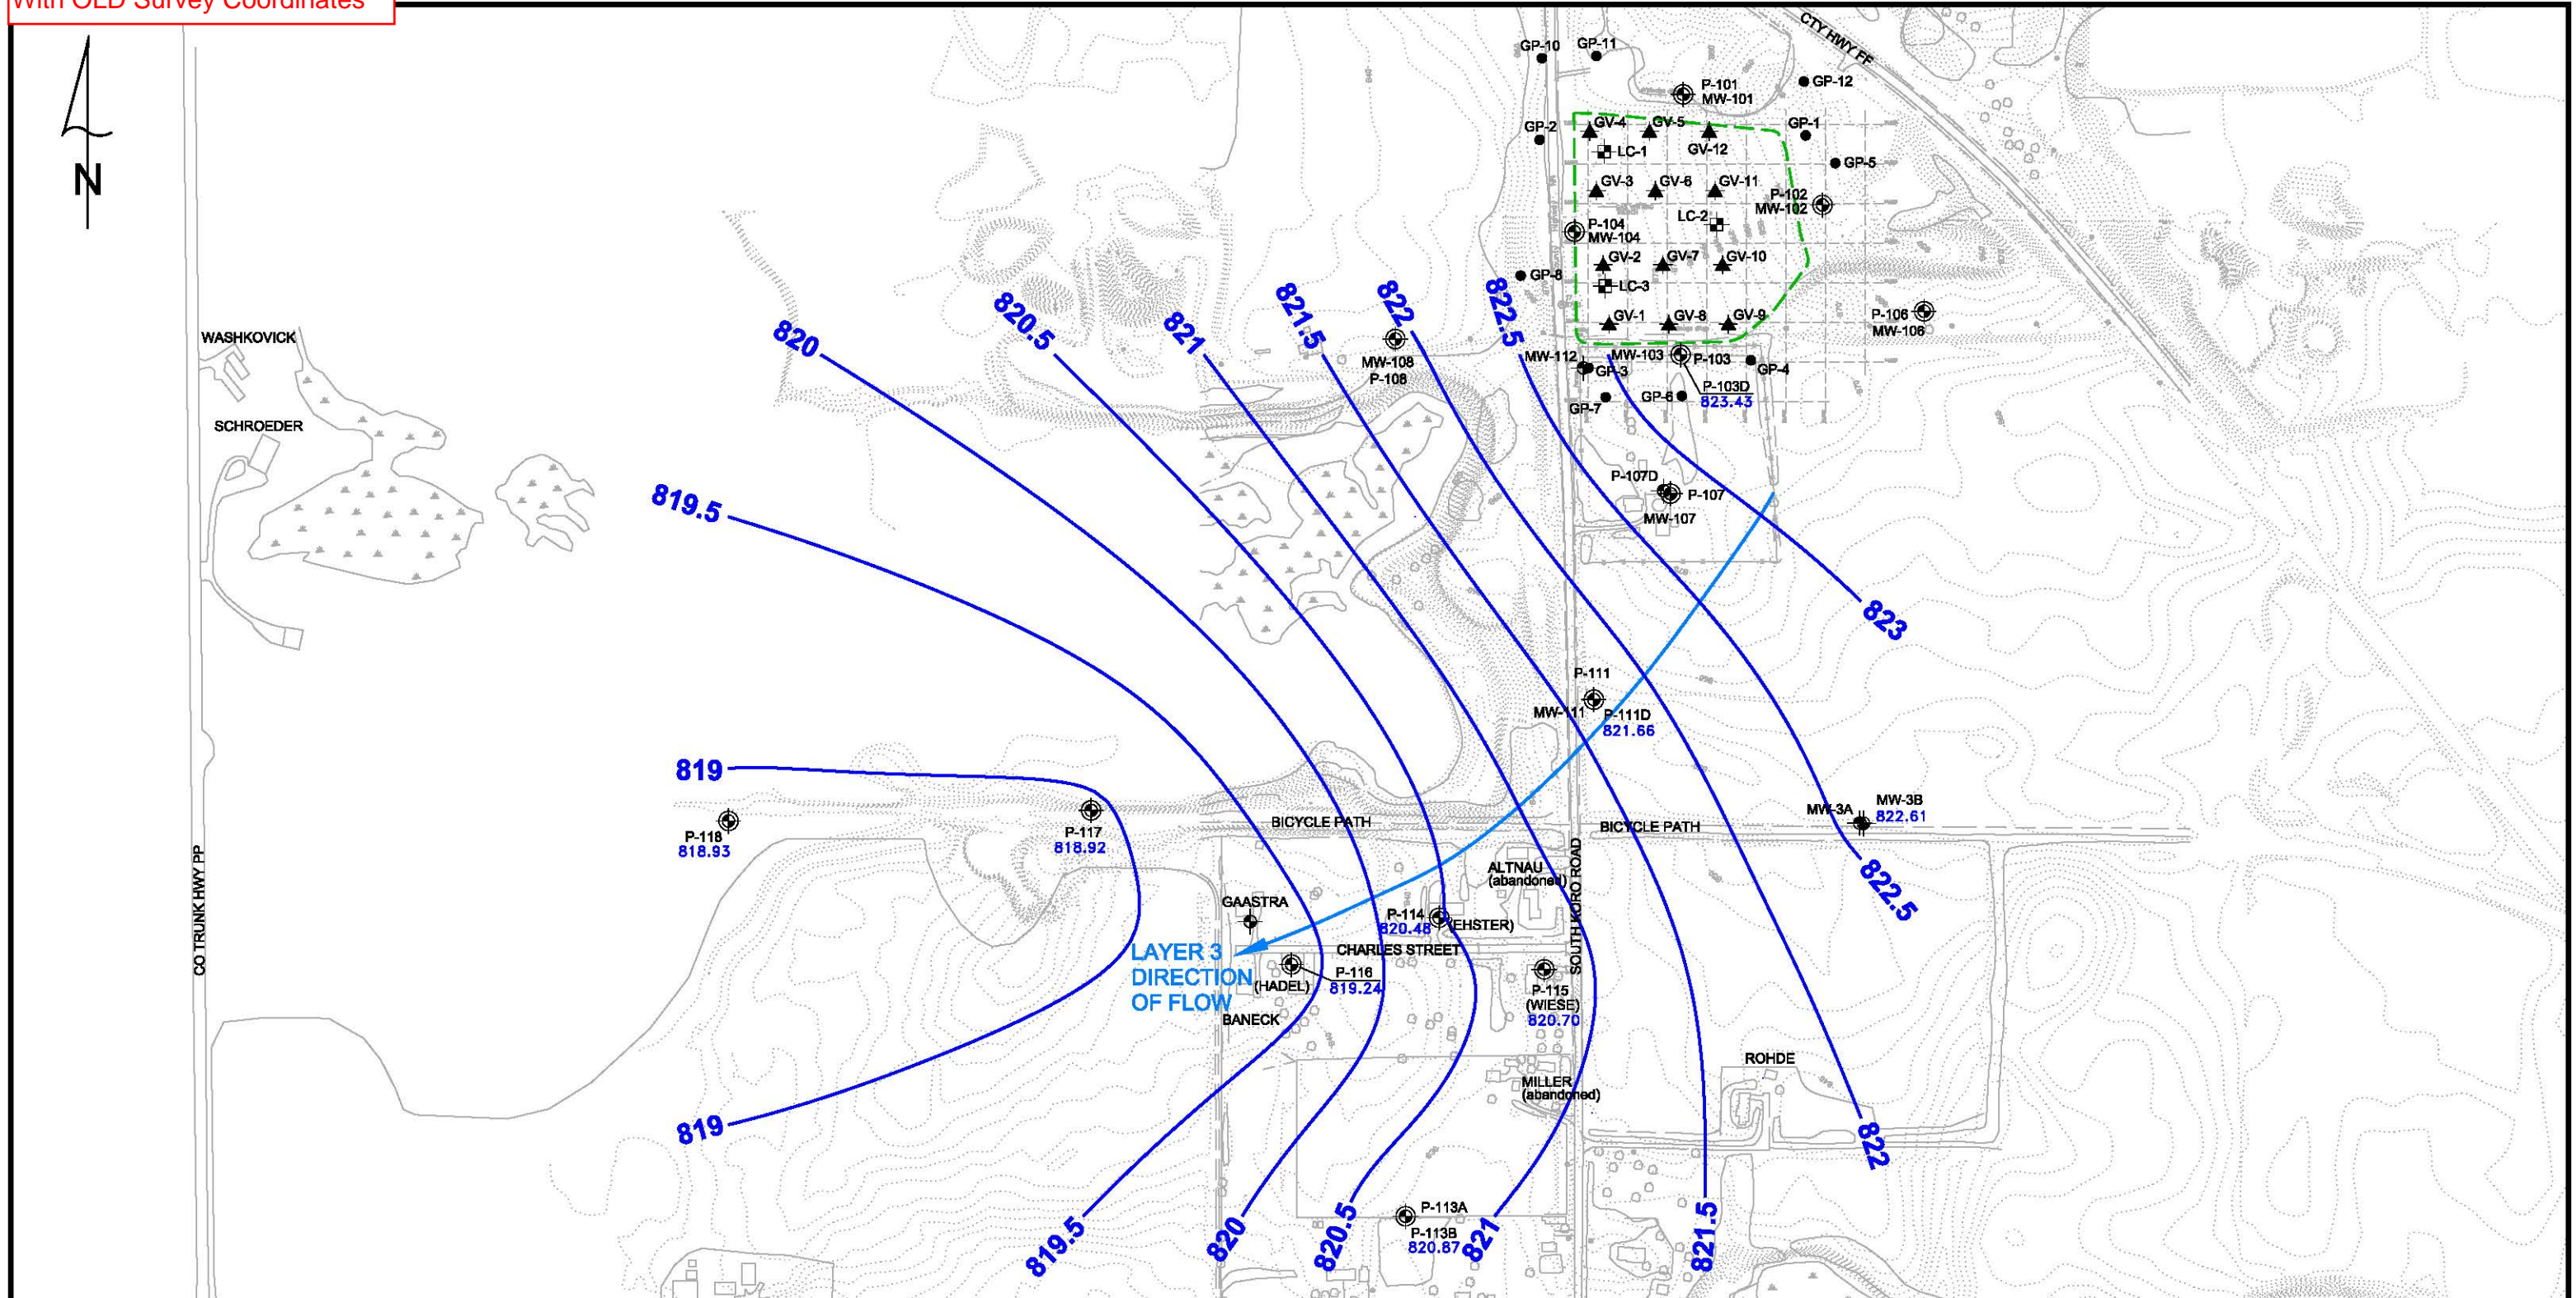 With OLD Survey Coordinates
N
CTY HWY FF
GP-10
GP-11
P-101
MW-101
GP-12
GP-2
GV-4
GV-5
GV-12
GP-1
LC-1
GP-5
GV-3
GV-6
GV-11
P-102
MW-102
LC-2
P-104
MW-104
GV-2
GV-7
GV-10
GP-8
LC-3
GV-1
GV-8
GV-9
P-106
MW-106
MW-108
P-108
MW-112
GP-3
MW-103
P-103
GP-4
P-103D
823.43
GP-7
GP-6
WASHKOVICK
SCHROEDER
820
820.5
821
821.5
822
822.5
819.5
P-107D
P-107
MW-107
823
P-111
MW-111
P-111D
821.66
819
P-118
818.93
P-117
818.92
BICYCLE PATH
BICYCLE PATH
MW-3A
MW-3B
822.61
822.5
CO TRUNK HWY PP
SOUTH KORO ROAD
ALTNAU
(abandoned)
GAASTRA
P-114
820.48
(EHSTER)
CHARLES STREET
LAYER 3
DIRECTION
OF FLOW
(HADEL)
P-116
819.24
BANECK
P-115
(WIESE)
820.70
ROHDE
MILLER
(abandoned)
819
822
P-113A
P-113B
820.87
819.5
820
820.5
821
821.5